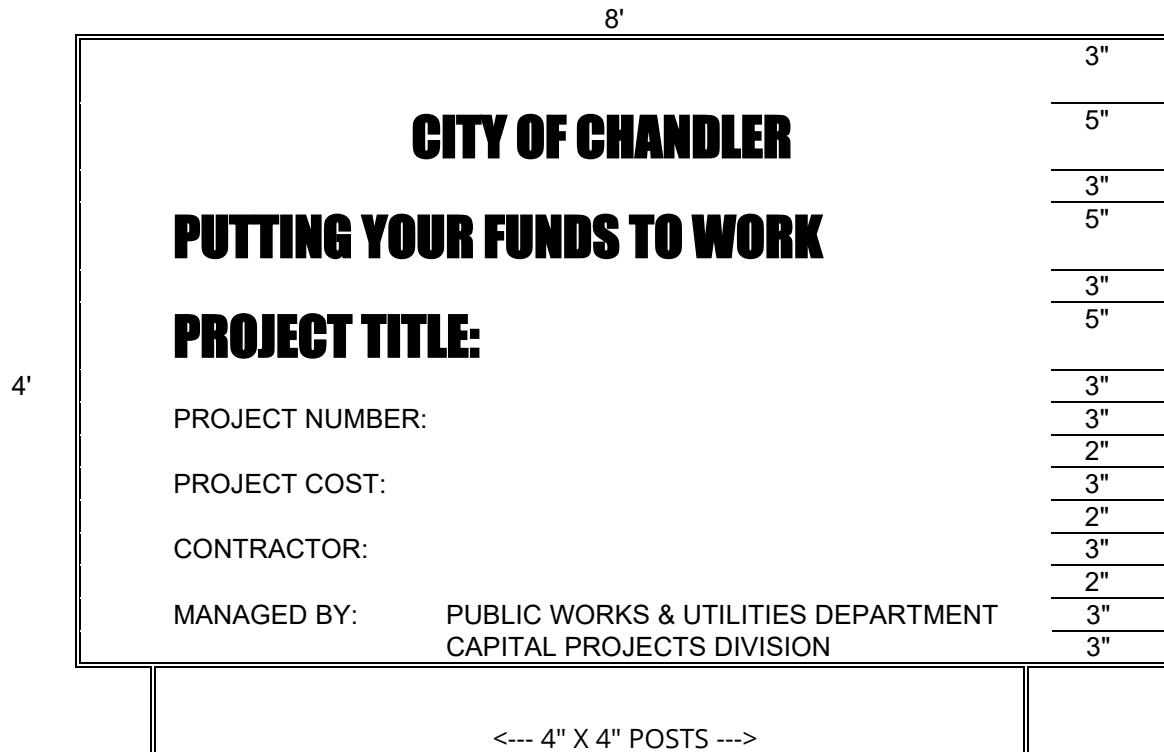 8'
3"
CITY OF CHANDLER 5"
3"
PUTTING YOUR FUNDS TO WORK 5"
3"
PROJECT TITLE: 5"
4' 3"
PROJECT NUMBER: 3"
2"
PROJECT COST: 3"
2"
CONTRACTOR: 3"
2"
MANAGED BY: PUBLIC WORKS & UTILITIES DEPARTMENT 3"
CAPITAL PROJECTS DIVISION 3"
<--- 4" X 4" POSTS --->